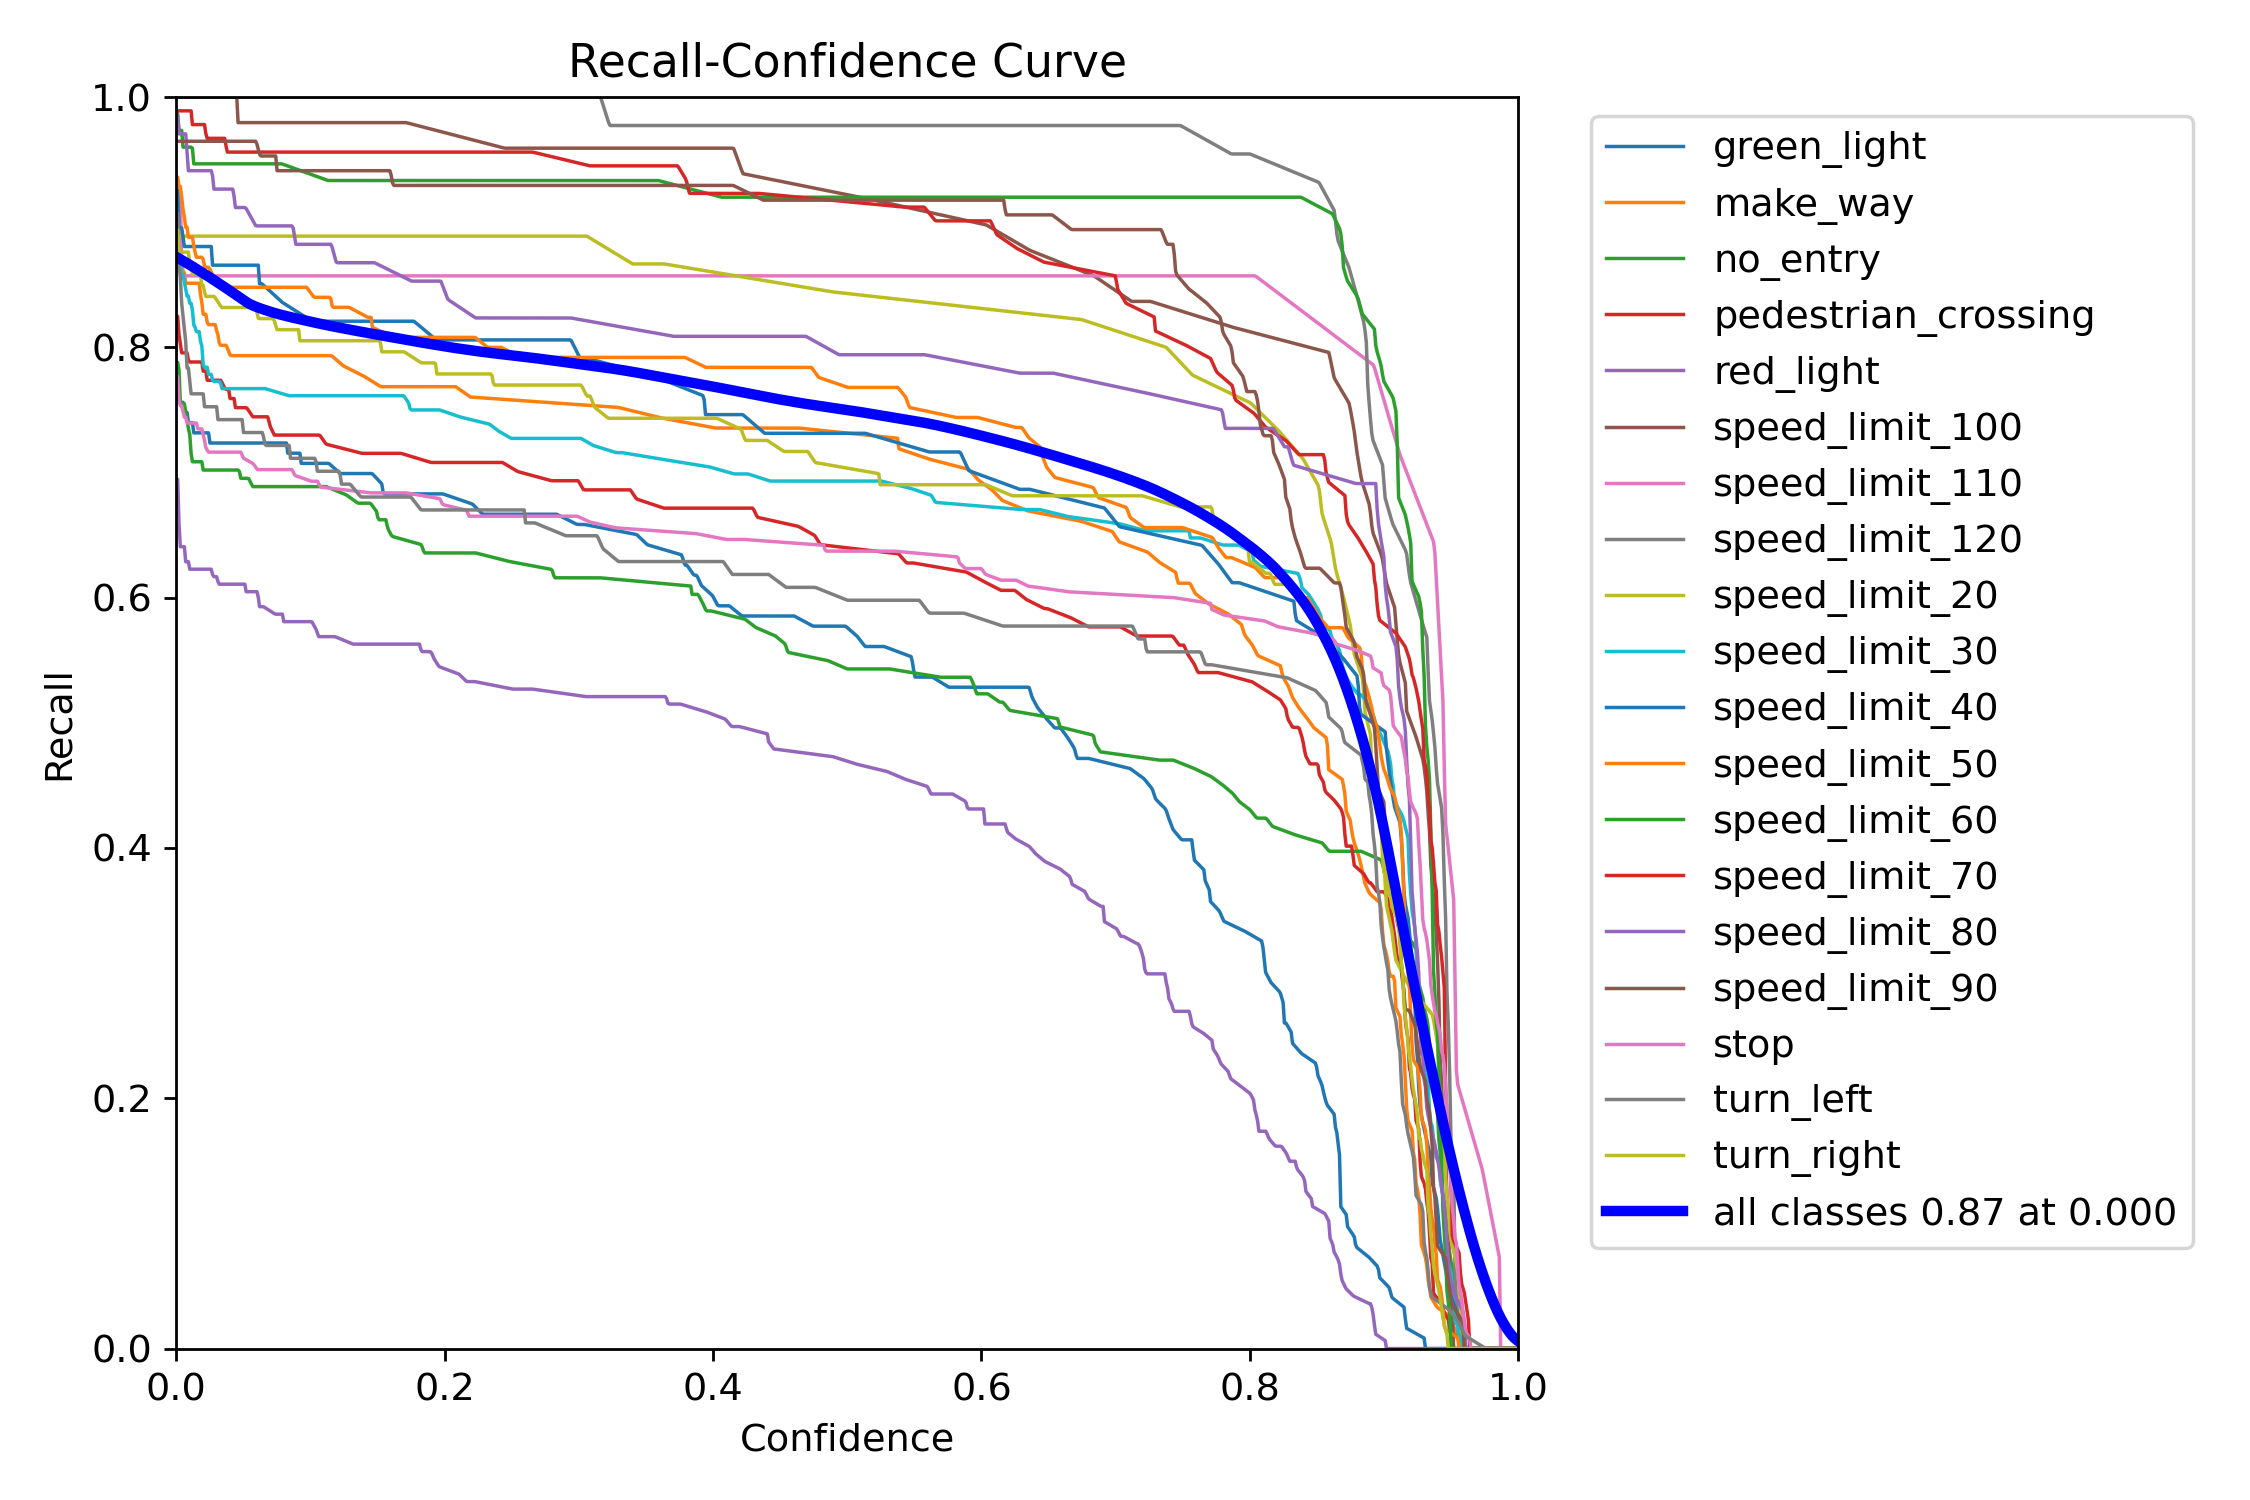 Recall-Confidence Curve
1.0
0.8
0.6
0.4
0.2
0.0
Recall
0.0 0.2 0.4 0.6 0.8 1.0
Confidence
green_light
make_way
no_entry
pedestrian_crossing
red_light
speed_limit_100
speed_limit_110
speed_limit_120
speed_limit_20
speed_limit_30
speed_limit_40
speed_limit_50
speed_limit_60
speed_limit_70
speed_limit_80
speed_limit_90
stop
turn_left
turn_right
all classes 0.87 at 0.000